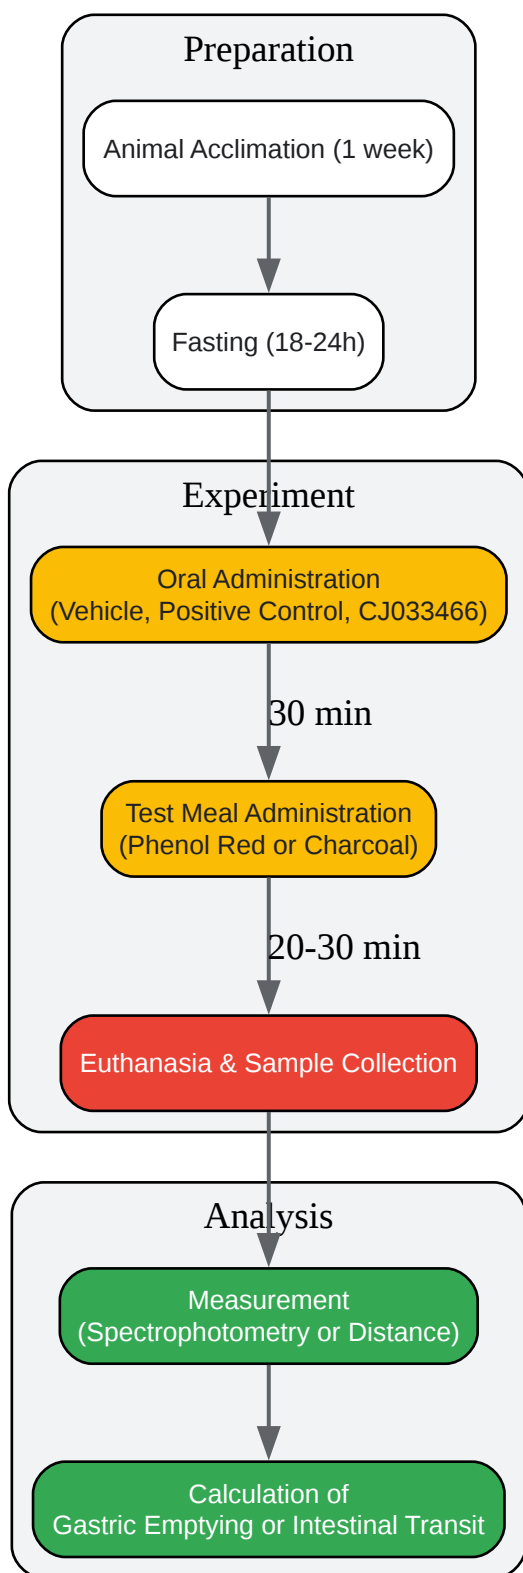 Preparation
Animal Acclimation (1 week)
Fasting (18-24h)
Experiment
Oral Administration
(Vehicle, Positive Control, CJ033466)
30 min
Test Meal Administration
(Phenol Red or Charcoal)
20-30 min
Euthanasia & Sample Collection
Analysis
Measurement
(Spectrophotometry or Distance)
Calculation of
Gastric Emptying or Intestinal Transit